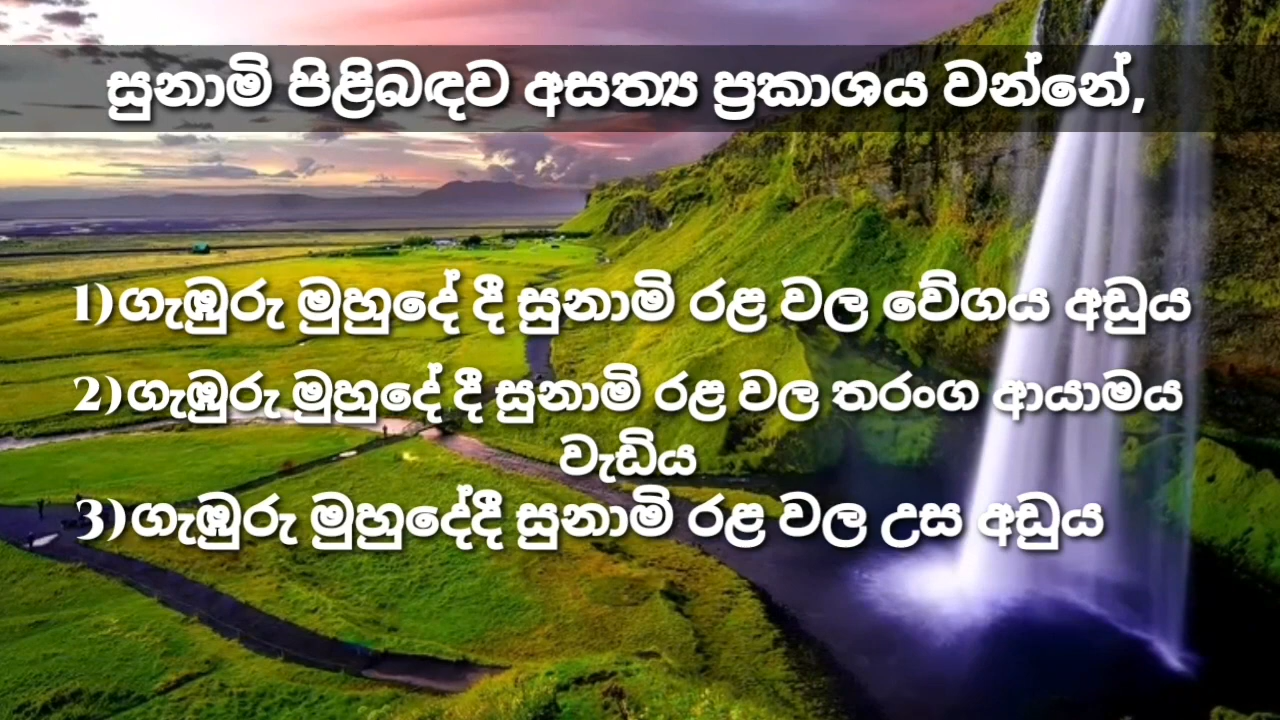 සුනාමි පිළිබඳව අසත්‍ය ප්‍රකාශය වන්නේ,
1)ගැඹුරු මුහුදේ දී සුනාමි රළ වල වේගය අඩුය
2)ගැඹුරු මුහුදේ දී සුනාමි රළ වල තරංග ආයාමය
වැඩිය
3)ගැඹුරු මුහුදේදී සුනාමි රළ වල උස අඩුය